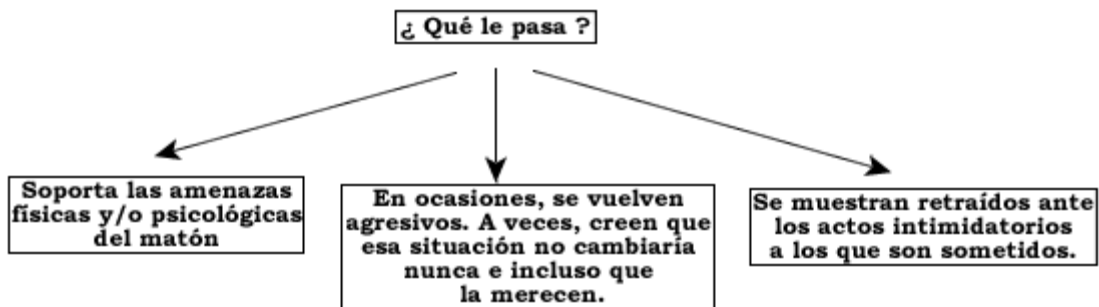 ¿ Qué le pasa ?
Soporta las amenazas
físicas y/o psicológicas
del matón
En ocasiones, se vuelven
agresivos. A veces, creen que
esa situación no cambiaría
nunca e incluso que
la merecen.
Se muestran retraídos ante
los actos intimidatorios
a los que son sometidos.